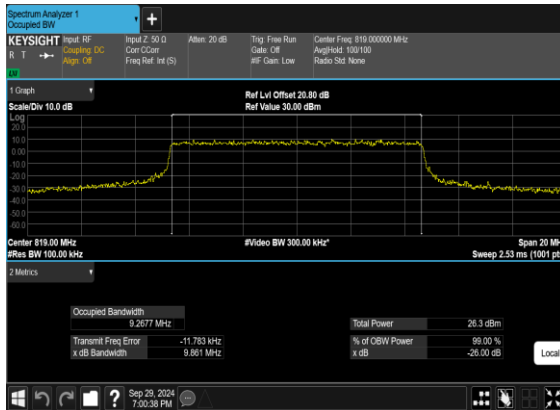 Spectrum Analyzer 1
Occupied BW
+
KEYSIGHT Input: RF Input Z: 50 Ω Atten: 20 dB Trig: Free Run Center Freq: 819.000000 MHz
R T Coupling: DC Corr CCorr Gate: Off Avg|Hold: 100/100
Align: Off Freq Ref: Int (S) #IF Gain: Low Radio Std: None
1 Graph
Scale/Div 10.0 dB Ref Lvl Offset 20.80 dB
Ref Value 30.00 dBm
Log
20.0
10.0
0.00
-10.0
-20.0
-30.0
-40.0
-50.0
-60.0
Center 819.00 MHz #Video BW 300.00 kHz* Span 20 MH
#Res BW 100.00 kHz Sweep 2.53 ms (1001 pt
2 Metrics
Occupied Bandwidth
9.2677 MHz Total Power 26.3 dBm
Transmit Freq Error -11.783 kHz % of OBW Power 99.00 %
x dB Bandwidth 9.861 MHz x dB -26.00 dB
Local
? Sep 29, 2024
7:00:38 PM